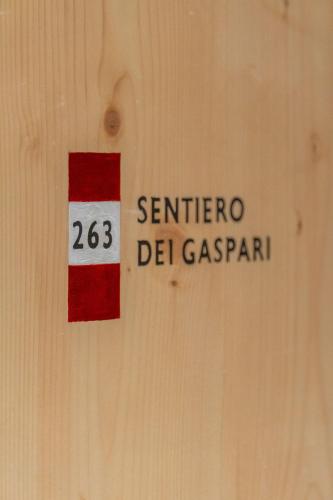 263
SENTIERO
DEI GASPARI